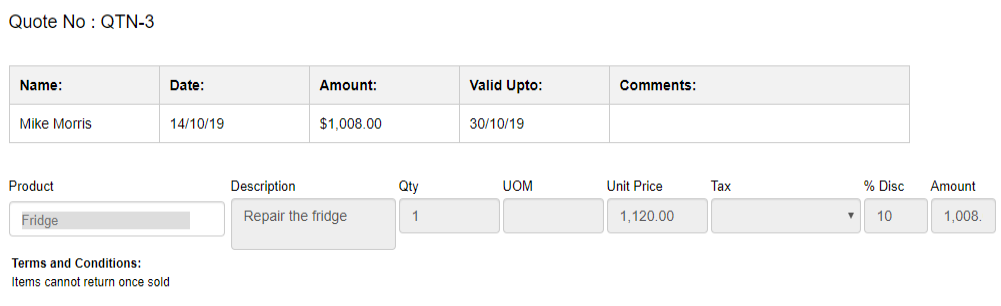 Quote No : QTN-3
Name: Date: Amount: Valid Upto: Comments:
Mike Morris 14/10/19 $1,008.00 30/10/19
Product Description Qty UOM Unit Price Tax % Disc Amount
Fridge Repair the fridge 1 1,120.00 10 1,008.
Terms and Conditions:
Items cannot return once sold